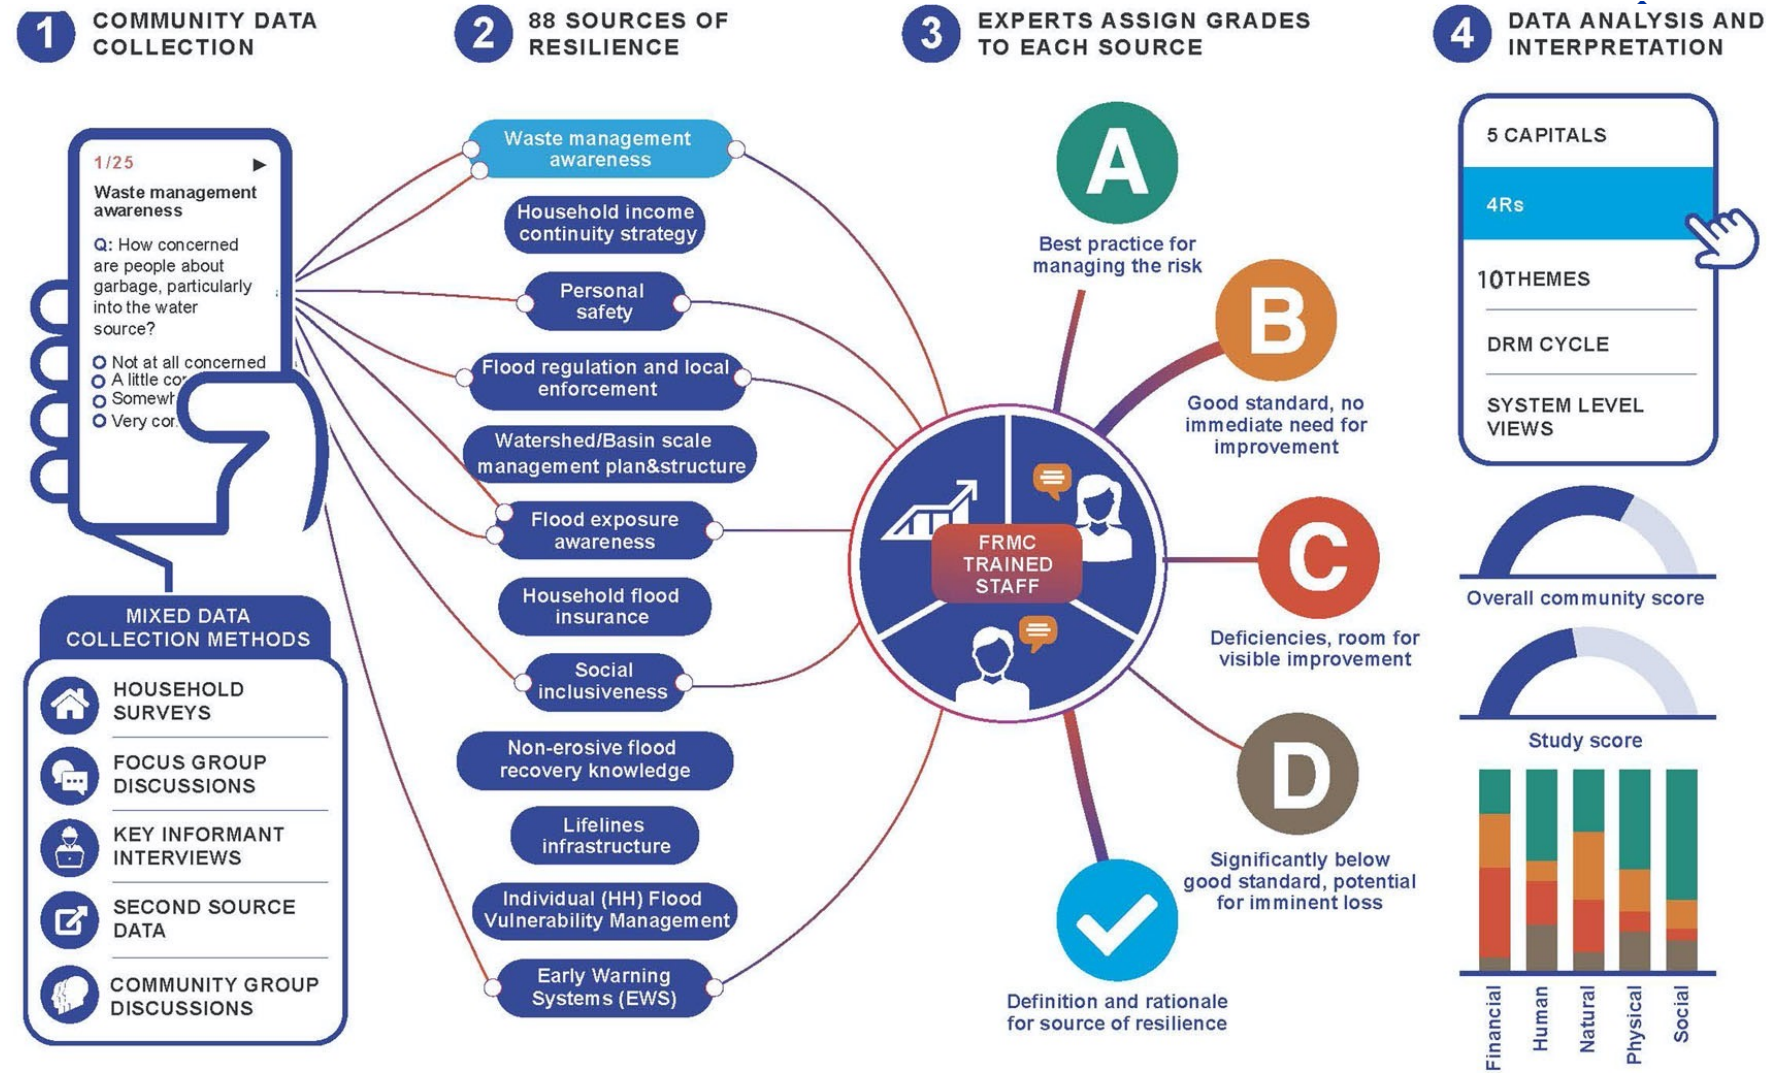 1
COMMUNITY DATA
COLLECTION
1/25
Waste management
awareness
Q: How concerned
are people about
garbage, particularly
into the water
source?
Not at all concerned
A little
MIXED DATA
COLLECTION METHODS
HOUSEHOLD
SURVEYS
FOCUS GROUP
DISCUSSIONS
KEY INFORMANT
INTERVIEWS
SECOND SOURCE
DATA
COMMUNITY GROUP
DISCUSSIONS
2
88 SOURCES OF
RESILIENCE
Waste management
awareness
Household income
continuity strategy
Personal
safety
Flood regulation and local
enforcement
Watershed/Basin scale
management plan&structure
Flood exposure
awareness
Household flood
insurance
Social
inclusiveness
Non-erosive flood
recovery knowledge
Lifelines
infrastructure
Individual (HH) Flood
Vulnerability Management
Early Warning
Systems (EWS)
3
EXPERTS ASSIGN GRADES
TO EACH SOURCE
FRMC
TRAINED
STAFF
A
Best practice for
managing the risk
B
Good standard, no
immediate need for
improvement
C
Deficiencies, room for
visible improvement
D
Significantly below
good standard, potential
for imminent loss
Definition and rationale
for source of resilience
4
DATA ANALYSIS AND
INTERPRETATION
5 CAPITALS
4Rs
10THEMES
DRM CYCLE
SYSTEM LEVEL
VIEWS
Overall community score
Study score
Financial
Human
Natural
Physical
Social